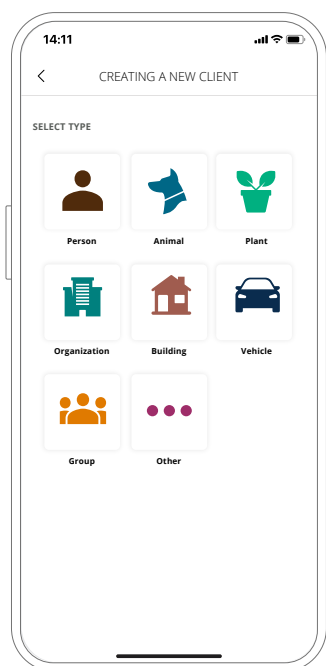 14:11
CREATING A NEW CLIENT
SELECT TYPE
Person Animal Plant
Organization Building Vehicle
Group Other